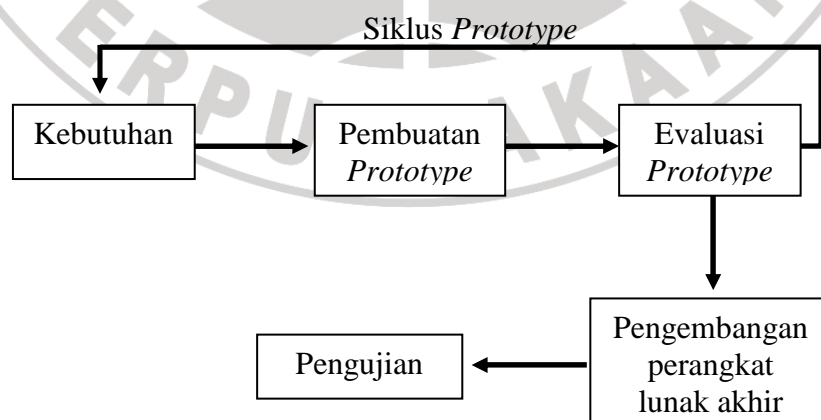 Siklus Prototype
Kebutuhan
Pembuatan
Prototype
Evaluasi
Prototype
Pengembangan
perangkat
lunak akhir
Pengujian